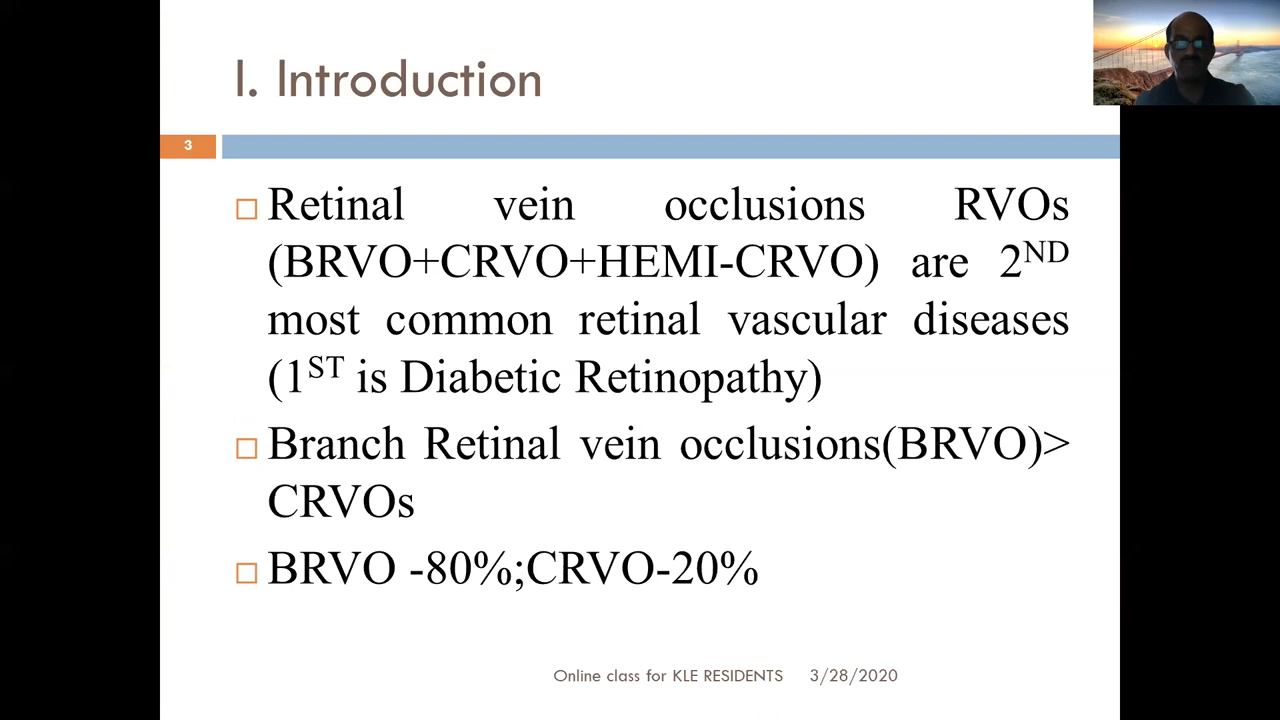 I. Introduction
3
Retinal vein occlusions RVOs
(BRVO+CRVO+HEMI-CRVO) are 2ND
most common retinal vascular diseases
(1ST is Diabetic Retinopathy)
Branch Retinal vein occlusions(BRVO)>
CRVOs
BRVO -80%;CRVO-20%
Online class for KLE RESIDENTS 3/28/2020